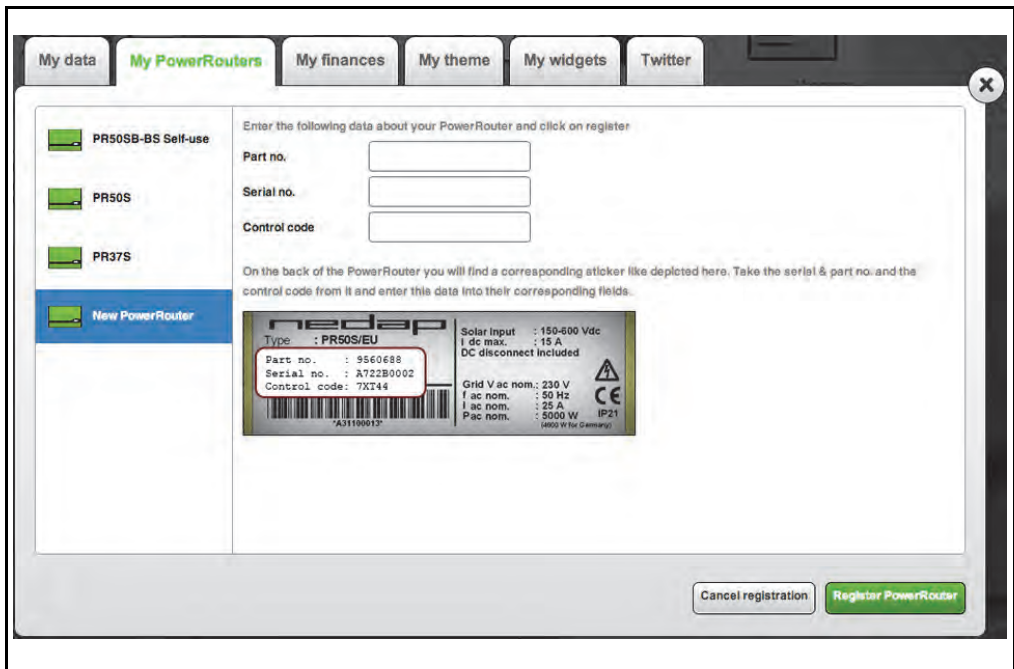 My data
My PowerRouters
My finances
My theme
My widgets
Twitter
PR50SB-BS Self-use
PR50S
PR37S
New PowerRouter
Enter the following data about your PowerRouter and click on register
Part no.
Serial no.
Control code
On the back of the PowerRouter you will find a corresponding sticker like depicted here. Take the serial & part no. and the
control code from it and enter this data into their corresponding fields.
nedap
Type : PR50S/EU
Part no. : 9560688
Serial no. : A722B0002
Control code: 7XT44
*A31100013*
Solar input : 150-600 Vdc
I dc max. : 15 A
DC disconnect included
Grid V ac nom.: 230 V
f ac nom. : 50 Hz
I ac nom. : 25 A
Pac nom. : 5000 W
(4600 W for Germany)
CE
IP21
Cancel registration
Register PowerRouter